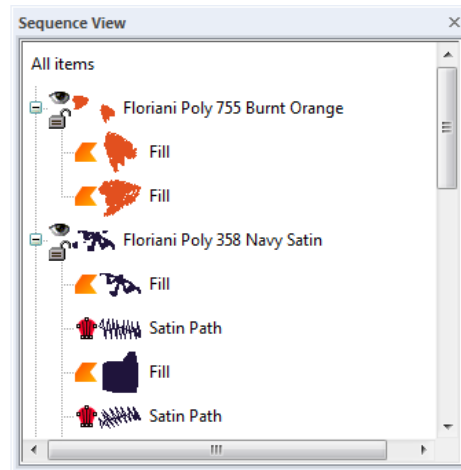 Sequence View
All items
Floriani Poly 755 Burnt Orange
Fill
Fill
Floriani Poly 358 Navy Satin
Fill
Satin Path
Fill
Satin Path